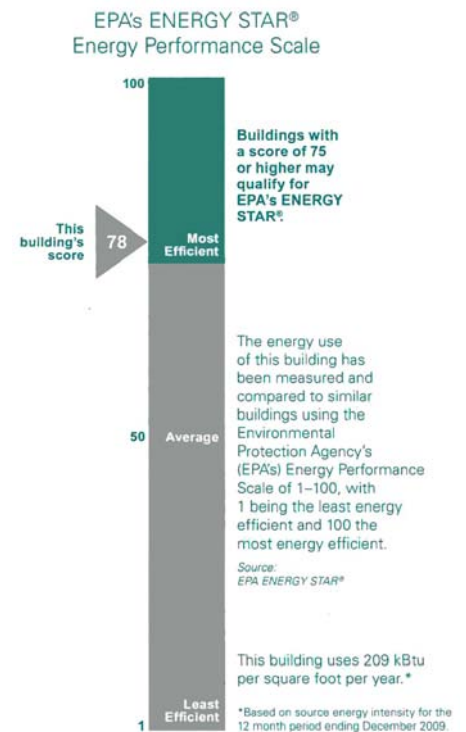 EPA's ENERGY STAR®
Energy Performance Scale
100
Buildings with
a score of 75
or higher may
qualify for
EPA's ENERGY
STAR®.
This
building's
score
78
Most
Efficient
The energy use
of this building has
been measured and
compared to similar
buildings using the
Environmental
Protection Agency's
(EPA's) Energy Performance
Scale of 1–100, with
1 being the least energy
efficient and 100 the
most energy efficient.
50
Average
Source:
EPA ENERGY STAR®
This building uses 209 kBtu
per square foot per year.*
Least
Efficient
1
*Based on source energy intensity for the
12 month period ending December 2009.